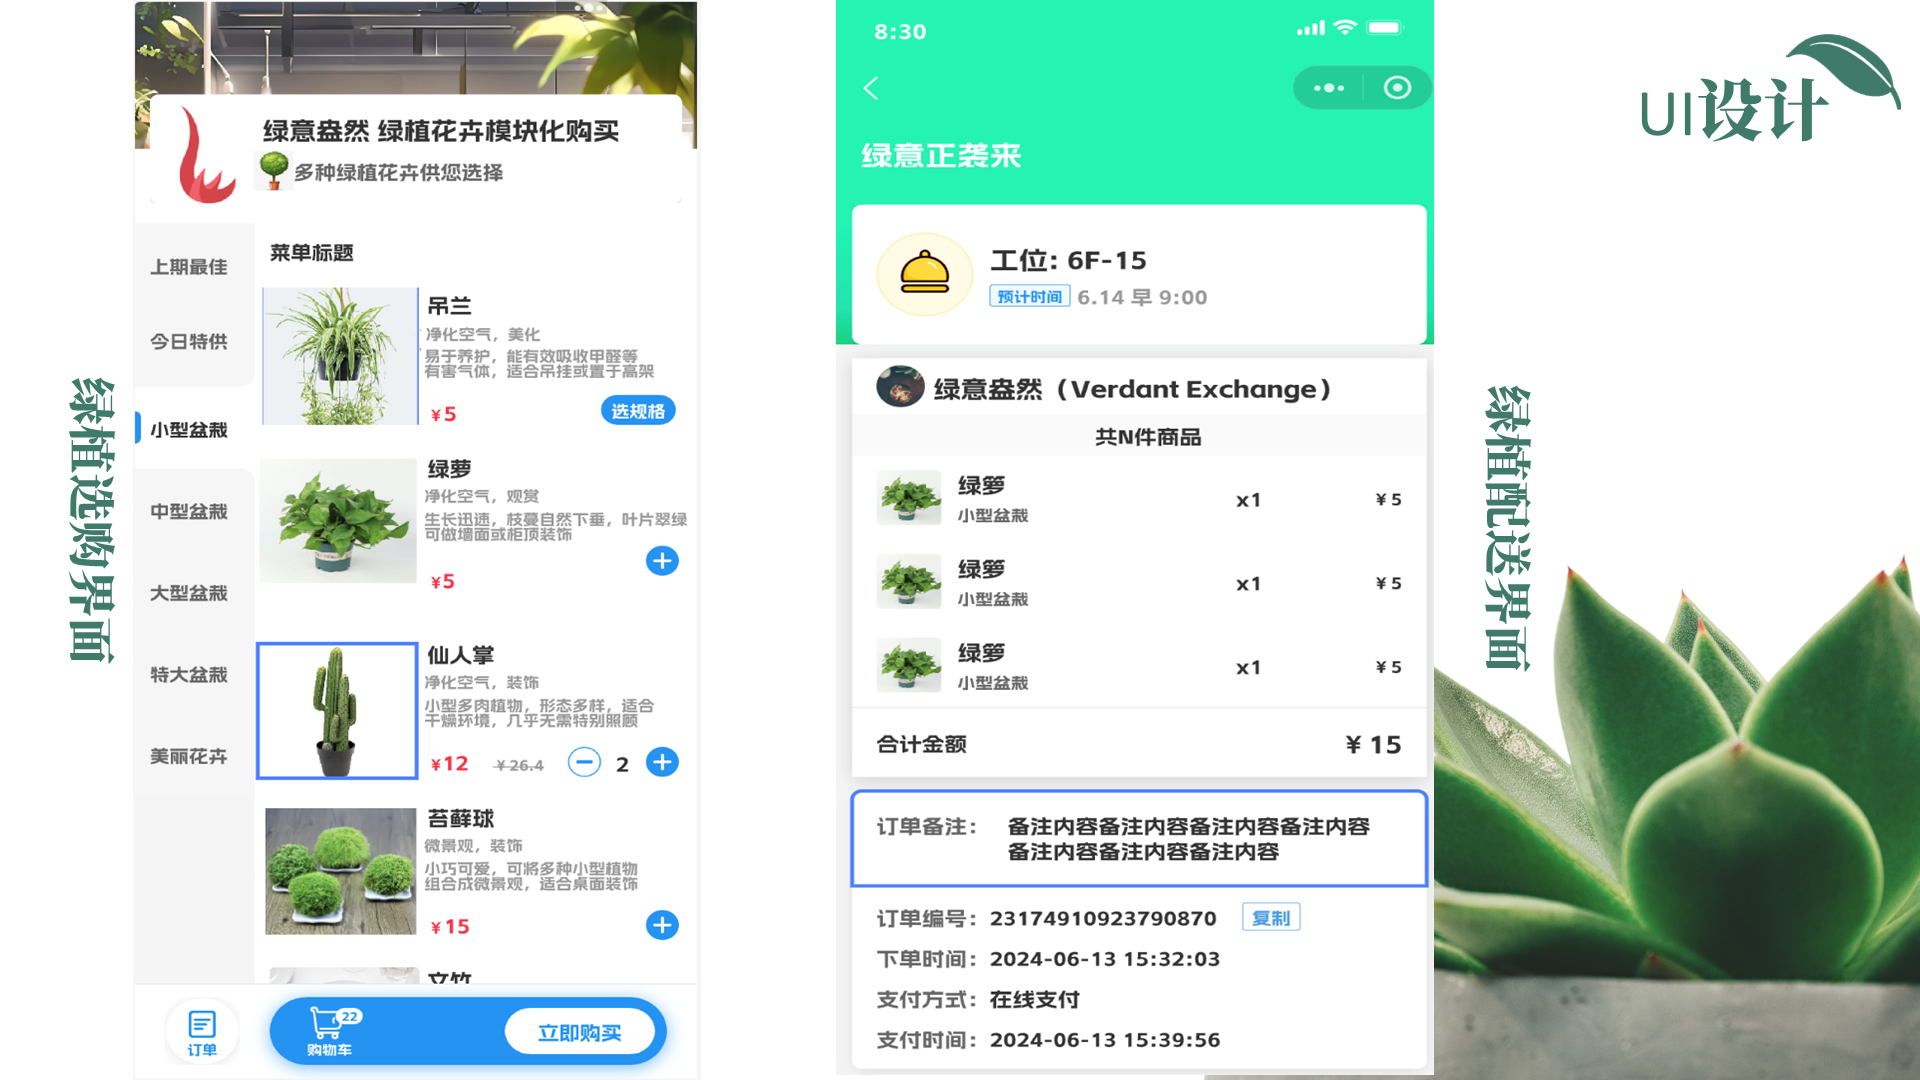 UI设计
绿植选购界面
绿意盎然 绿植花卉模块化购买
多种绿植花卉供您选择
上期最佳
今日特供
小型盆栽
中型盆栽
大型盆栽
特大盆栽
美丽花卉
菜单标题
吊兰
净化空气，美化
易于养护，能有效吸收甲醛等
有害气体，适合吊挂或置于高架
¥5
选规格
绿萝
净化空气，观赏
生长迅速，枝蔓自然下垂，叶片翠绿
可做墙面或柜顶装饰
¥5
仙人掌
净化空气，装饰
小型多肉植物，形态多样，适合
干燥环境，几乎无需特别照顾
¥12 ¥26.4 2
苔藓球
微景观，装饰
小巧可爱，可将多种小型植物
组合成微景观，适合桌面装饰
¥15
文竹
订单
22
购物车
立即购买
8:30
绿意正袭来
工位: 6F-15
预计时间 6.14 早 9:00
绿意盎然（Verdant Exchange）
共N件商品
绿箩
小型盆栽
x1
¥5
绿箩
小型盆栽
x1
¥5
绿箩
小型盆栽
x1
¥5
合计金额 ¥ 15
订单备注： 备注内容备注内容备注内容备注内容
备注内容备注内容备注内容
订单编号：23174910923790870 复制
下单时间：2024-06-13 15:32:03
支付方式：在线支付
支付时间：2024-06-13 15:39:56
绿植配送界面